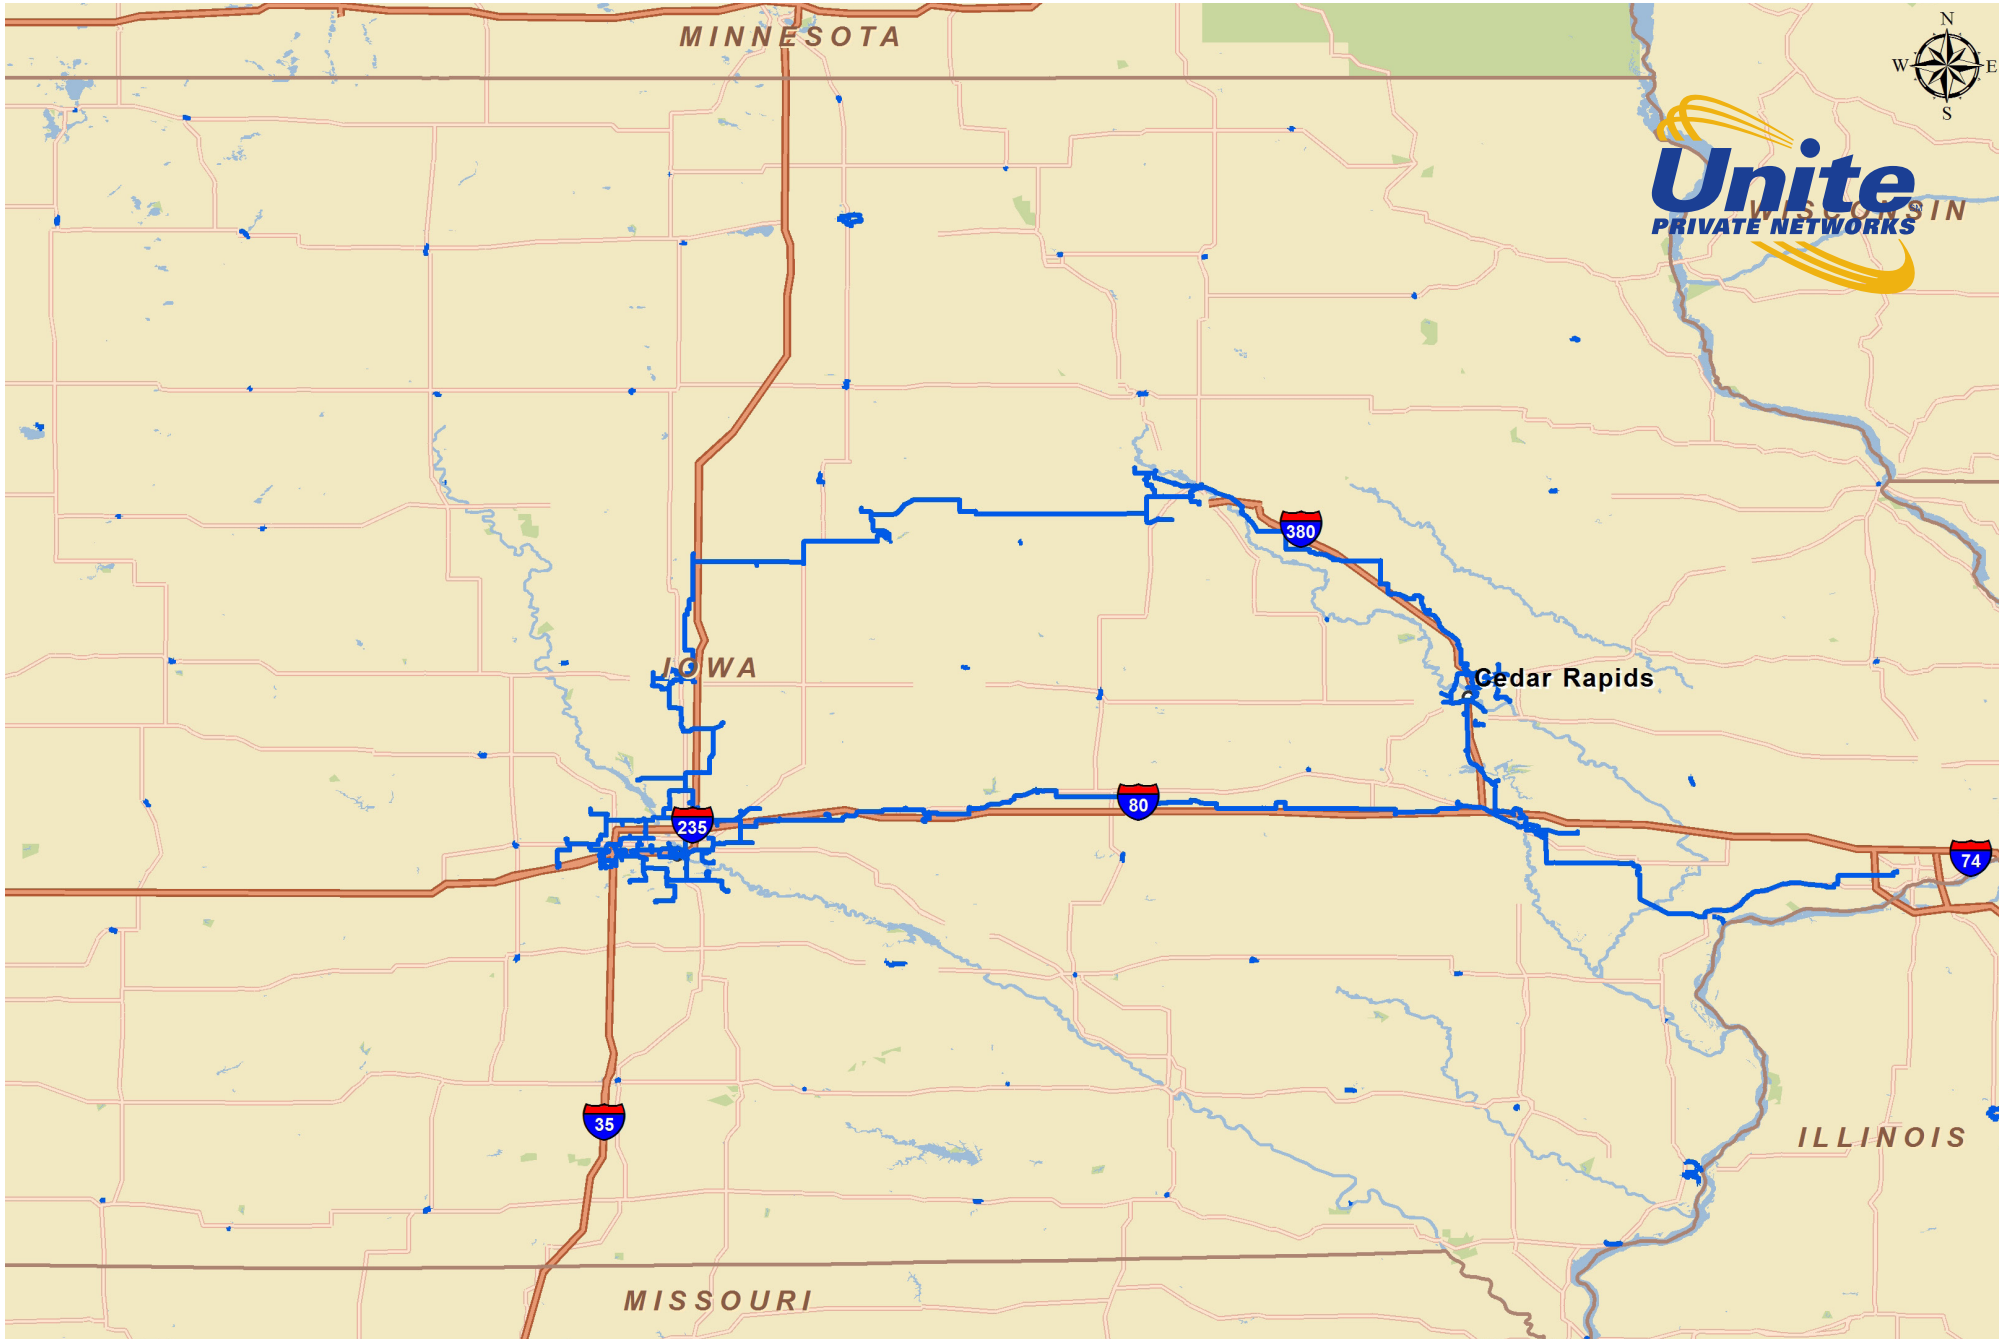 MINNESOTA
N
W E
S
Unite
PRIVATE NETWORKS
WISCONSIN
380
IOWA
Cedar Rapids
80
235
74
35
ILLINOIS
MISSOURI